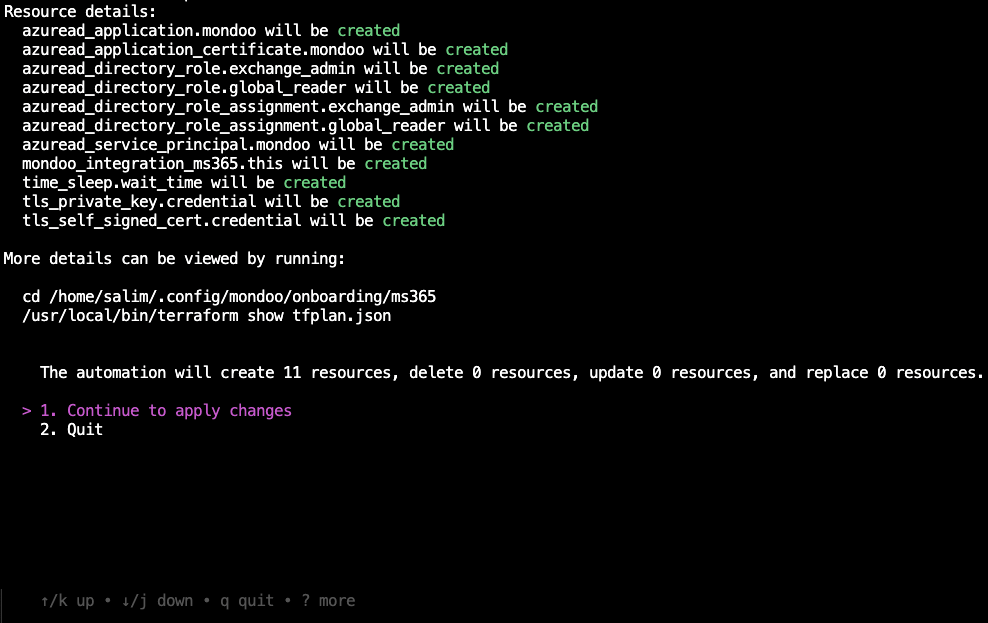 Resource details:
azuread_application.mondoo will be created
azuread_application_certificate.mondoo will be created
azuread_directory_role.exchange_admin will be created
azuread_directory_role.global_reader will be created
azuread_directory_role_assignment.exchange_admin will be created
azuread_directory_role_assignment.global_reader will be created
azuread_service_principal.mondoo will be created
mondoo_integration_ms365.this will be created
time_sleep.wait_time will be created
tls_private_key.credential will be created
tls_self_signed_cert.credential will be created
More details can be viewed by running:
cd /home/salim/.config/mondoo/onboarding/ms365
/usr/local/bin/terraform show tfplan.json
The automation will create 11 resources, delete 0 resources, update 0 resources, and replace 0 resources.
> 1. Continue to apply changes
2. Quit
↑/k up • ↓/j down • q quit • ? more